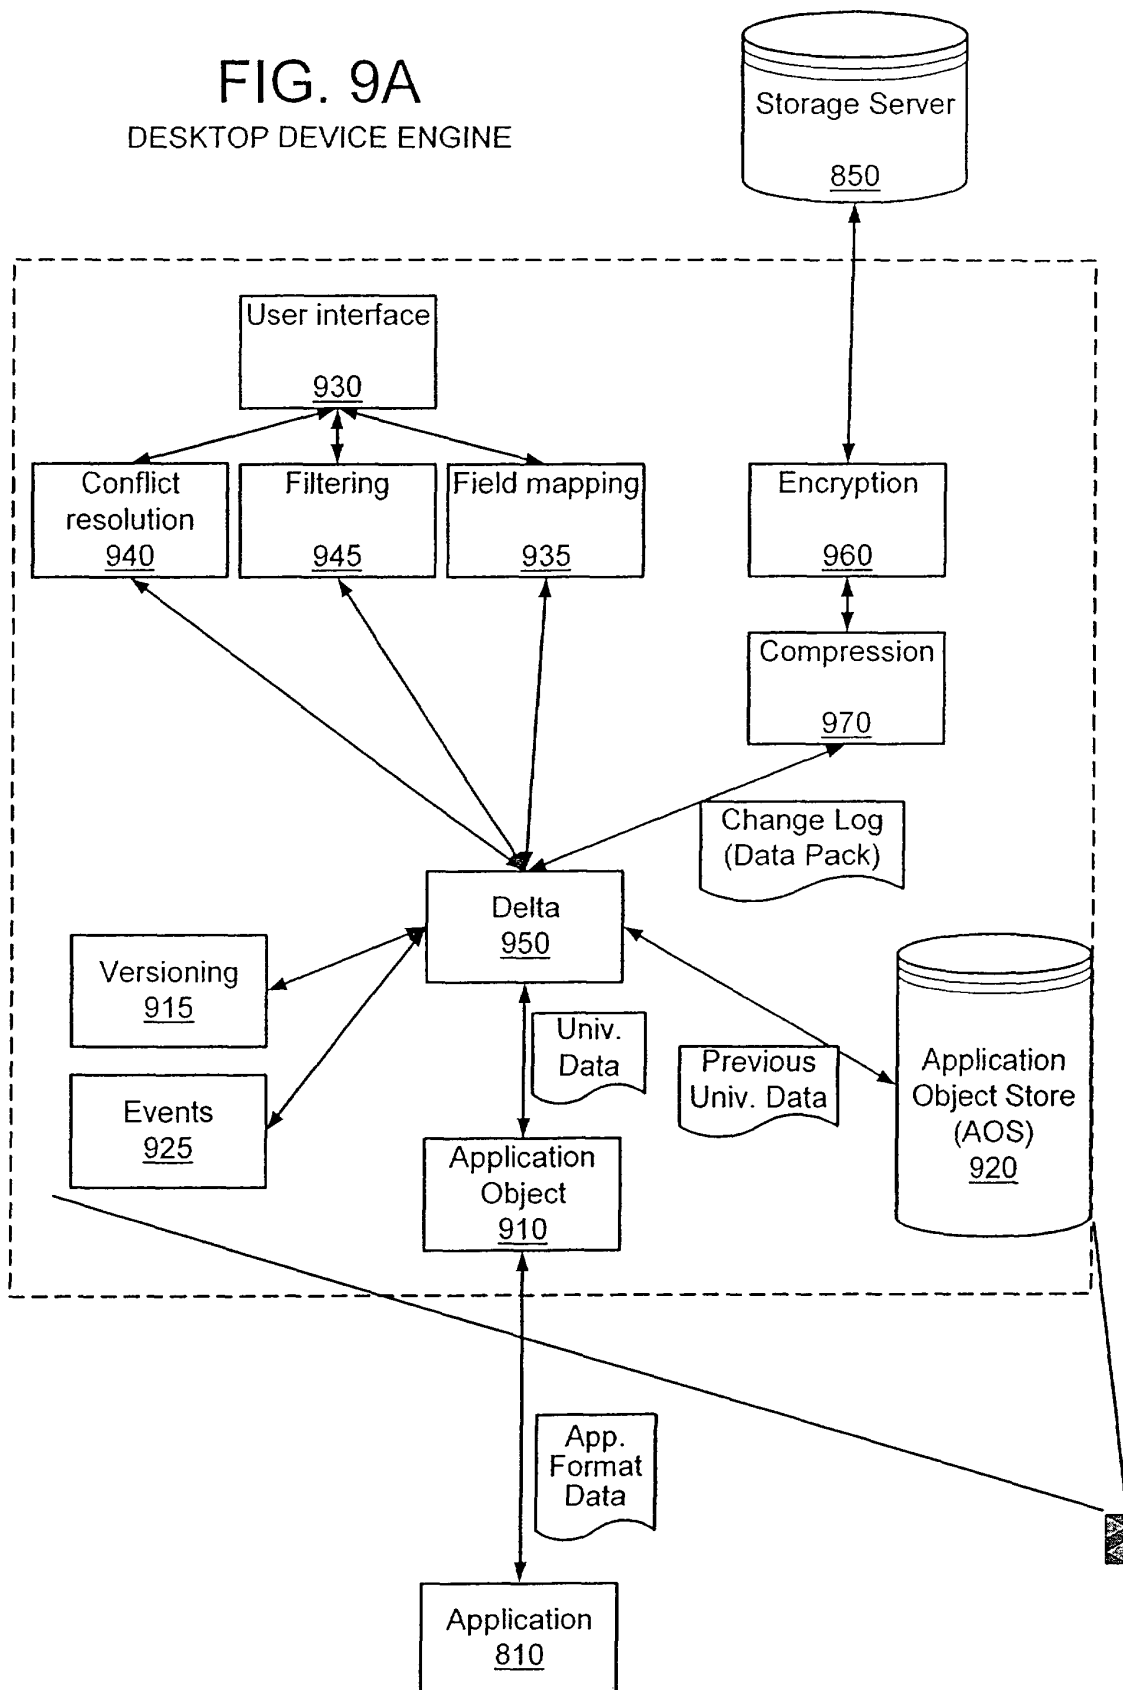 FIG. 9A
DESKTOP DEVICE ENGINE
Storage Server
850
User interface
930
Conflict
resolution
940
Filtering
945
Field mapping
935
Encryption
960
Compression
970
Change Log
(Data Pack)
Delta
950
Versioning
915
Events
925
Univ.
Data
Previous
Univ. Data
Application
Object Store
(AOS)
920
Application
Object
910
App.
Format
Data
Application
810